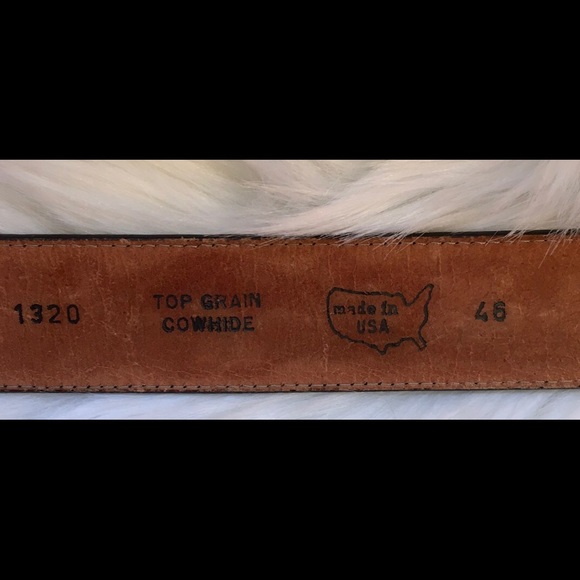 1320
TOP GRAIN
COWHIDE
made in
USA
46